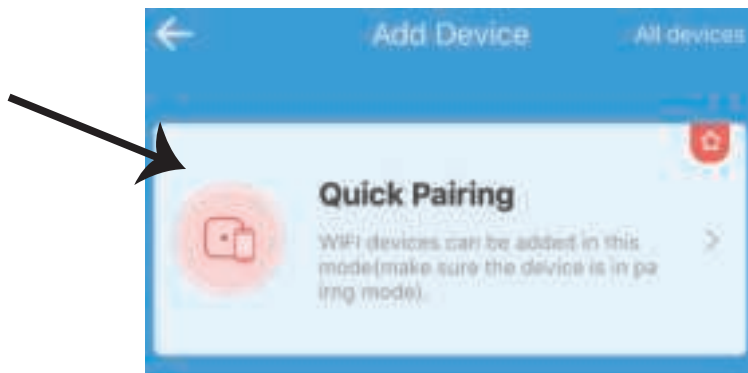 Add Device
All devices
Quick Pairing
WIFI devices can be added in this
mode(make sure the device is in pa
irng mode).